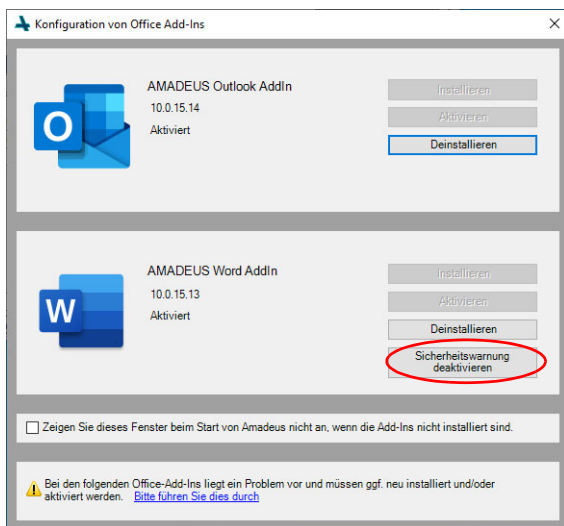 Konfiguration von Office Add-Ins
AMADEUS Outlook AddIn
10.0.15.14
Aktiviert
Installieren
Aktivieren
Deinstallieren
O
AMADEUS Word AddIn
10.0.15.13
Aktiviert
Installieren
Aktivieren
Deinstallieren
Sicherheitswarnung
deaktivieren
W
Zeigen Sie dieses Fenster beim Start von Amadeus nicht an, wenn die Add-Ins nicht installiert sind.
Bei den folgenden Office-Add-Ins liegt ein Problem vor und müssen ggf. neu installiert und/oder
aktiviert werden. Bitte führen Sie dies durch